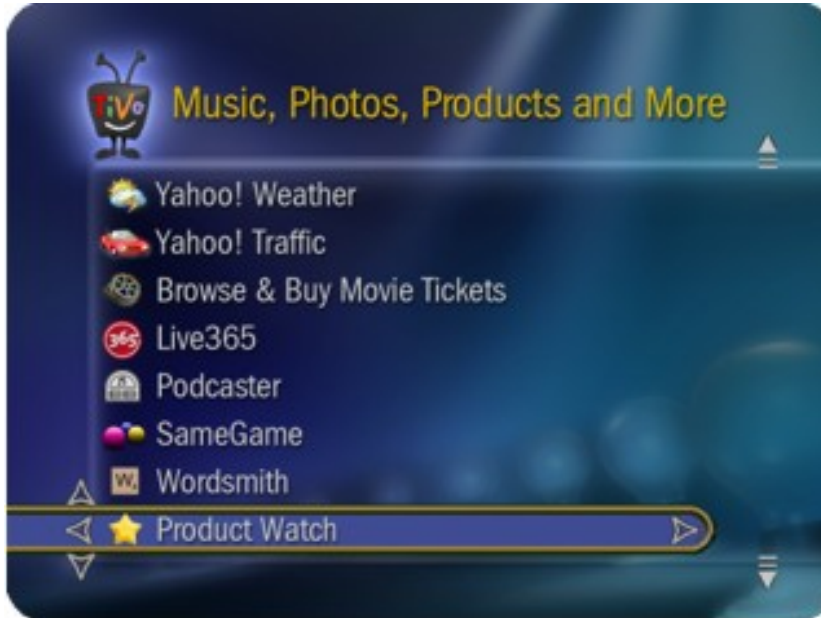 TiVo
Music, Photos, Products and More
Yahoo! Weather
Yahoo! Traffic
Browse & Buy Movie Tickets
365
Live365
Podcaster
SameGame
W.
Wordsmith
Product Watch